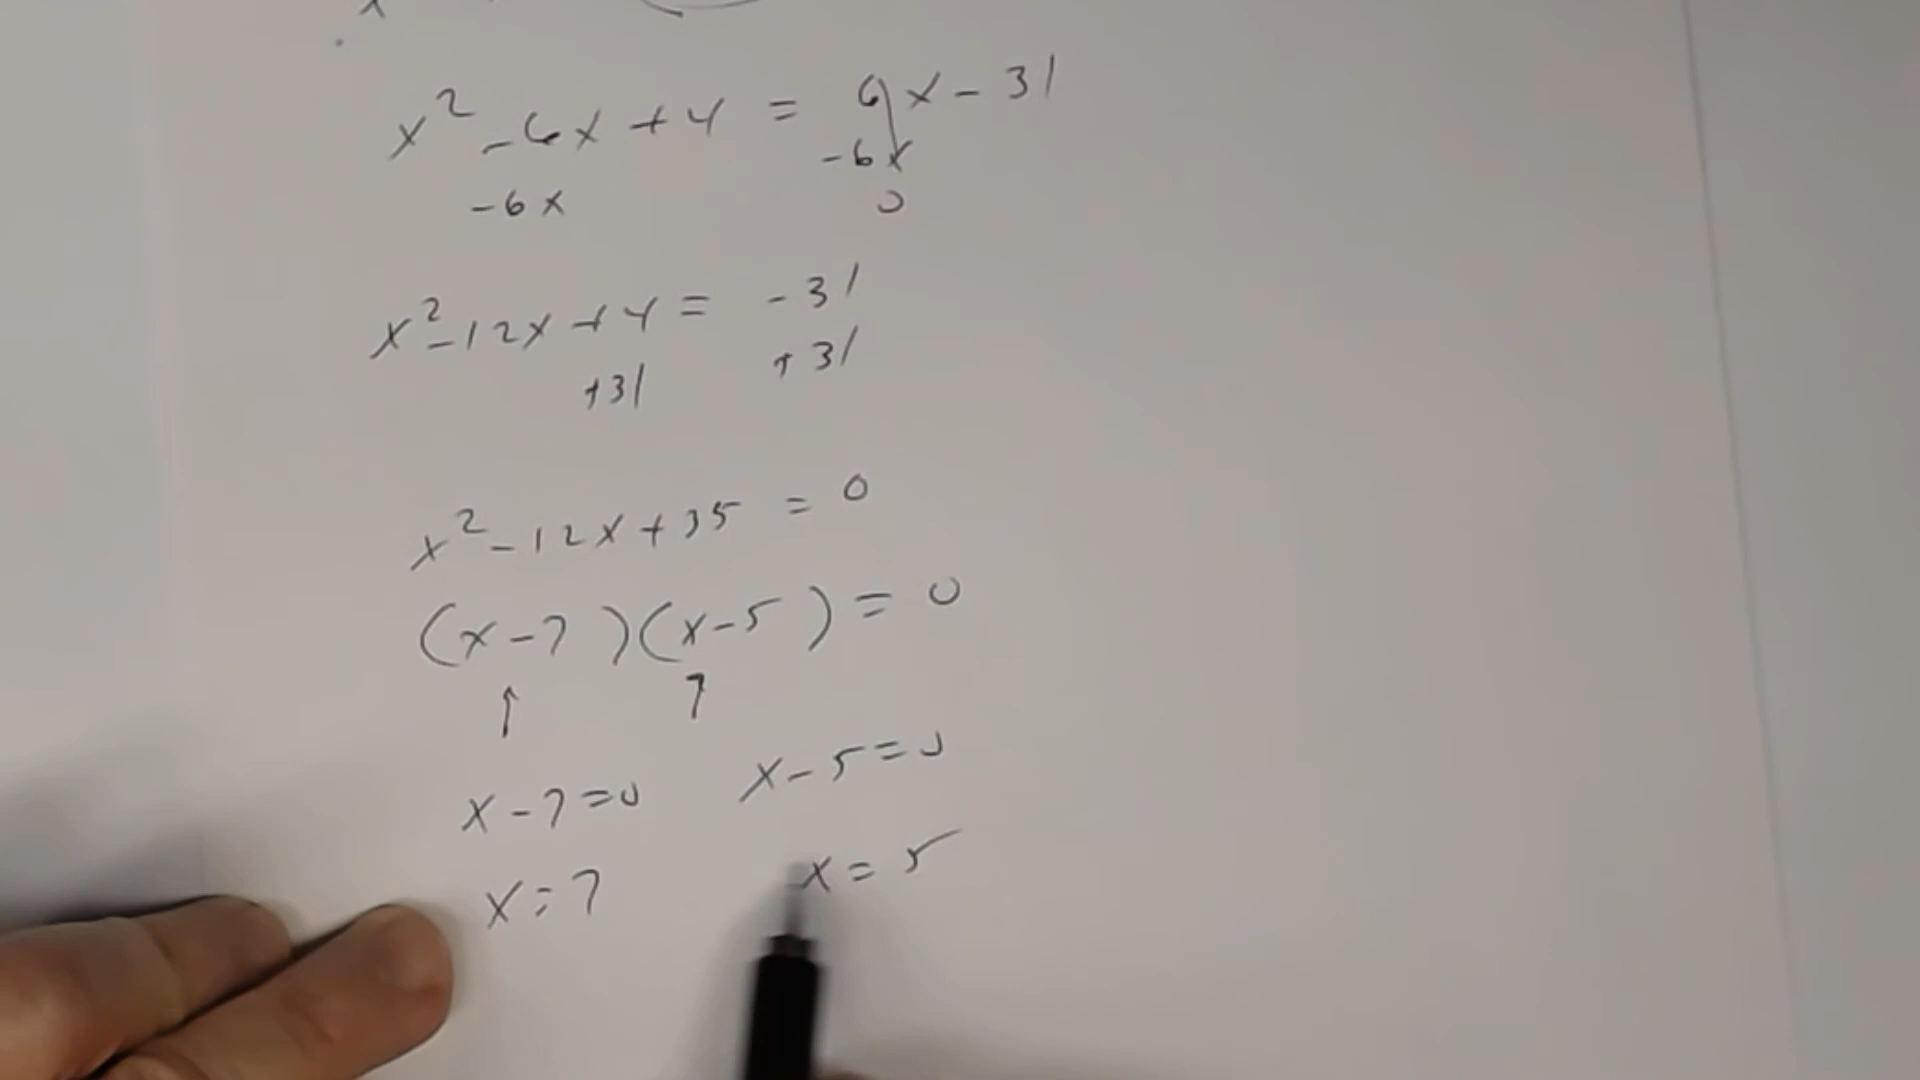 x² - 6x + 4 = 6x - 31
-6x -6x
0
x² - 12x + 4 = -31
+31 +31
x² - 12x + 35 = 0
(x - 7)(x - 5) = 0
x - 7 = 0 x - 5 = 0
x = 7 x = 5